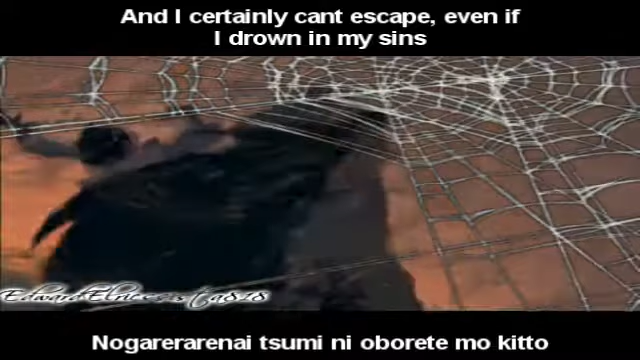 And I certainly cant escape, even if
I drown in my sins
Nogarerarenai tsumi ni oborete mo kitto